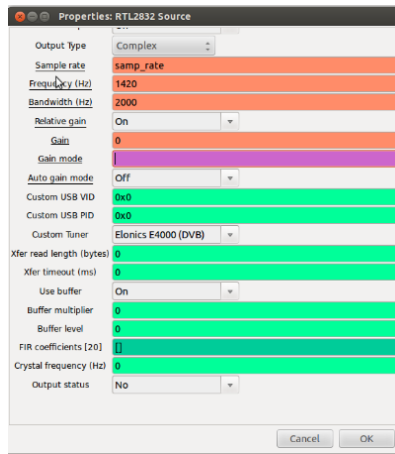 Properties: RTL2832 Source
Output Type Complex
Sample rate samp_rate
Frequency (Hz) 1420
Bandwidth (Hz) 2000
Relative gain On
Gain 0
Gain mode
Auto gain mode Off
Custom USB VID 0x0
Custom USB PID 0x0
Custom Tuner Elonics E4000 (DVB)
Xfer read length (bytes) 0
Xfer timeout (ms) 0
Use buffer On
Buffer multiplier 0
Buffer level 0
FIR coefficients [20] []
Crystal frequency (Hz) 0
Output status No
Cancel OK